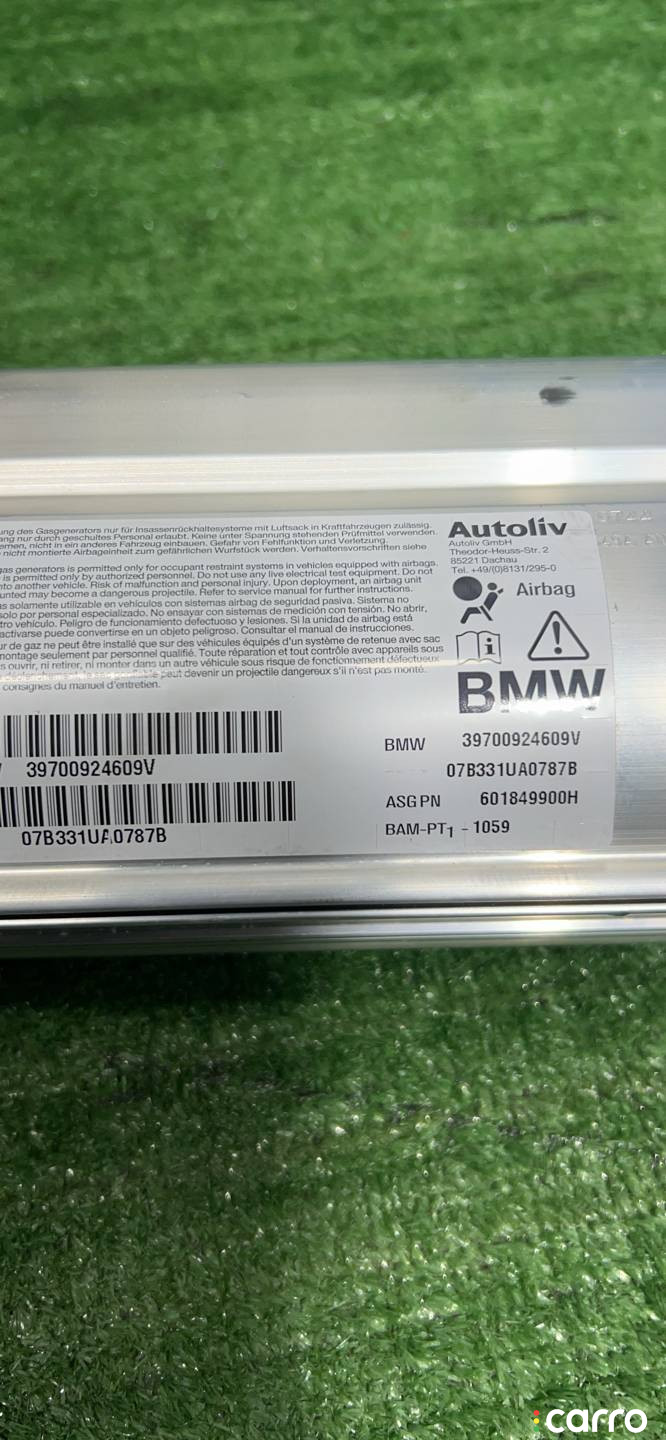 ung des Gasgenerators nur für Insassenrückhaltesysteme mit Luftsack in Kraftfahrzeugen zulässig.
ang nur durch geschultes Personal erlaubt. Keine unter Spannung stehenden Prüfmittel verwenden.
emen, nicht in ein anderes Fahrzeug einbauen. Gefahr von Fehlfunktion und Verletzung.
nicht montierte Airbageinheit zum gefährlichen Wurfstück werden. Verhaltensvorschriften siehe
gas generators is permitted only for occupant restraint systems in vehicles equipped with airbags.
is permitted only by authorized personnel. Do not use any live electrical test equipment. Do not
nto another vehicle. Risk of malfunction and personal injury. Upon deployment, an airbag unit
unted may become a dangerous projectile. Refer to service manual for further instructions.
as solamente utilizable en vehículos con sistemas airbag de seguridad pasiva. Sistema no
solo por personal especializado. No ensayar con sistemas de medición con tensión. No abrir,
tro vehículo. Peligro de funcionamiento defectuoso y lesiones. Si la unidad de airbag está
activarse puede convertirse en un objeto peligroso. Consultar el manual de instrucciones.
ur de gaz ne peut être installé que sur des véhicules équipés d'un système de retenue avec sac
montage seulement par personnel qualifié. Toute réparation et tout contrôle avec appareils sous
s ouvrir, ni retirer, ni monter dans un autre véhicule sous risque de fonctionnement défectueux
peut devenir un projectile dangereux s'il n'est pas monté.
consignes du manuel d'entretien.
Autoliv
Autoliv GmbH
Theodor-Heuss-Str. 2
85221 Dachau
Tel. +49/(0)8131/295-0
Airbag
BMW
39700924609V
07B331UA0787B
BMW 39700924609V
07B331UA0787B
ASG PN 601849900H
BAM-PT1 - 1059
carro